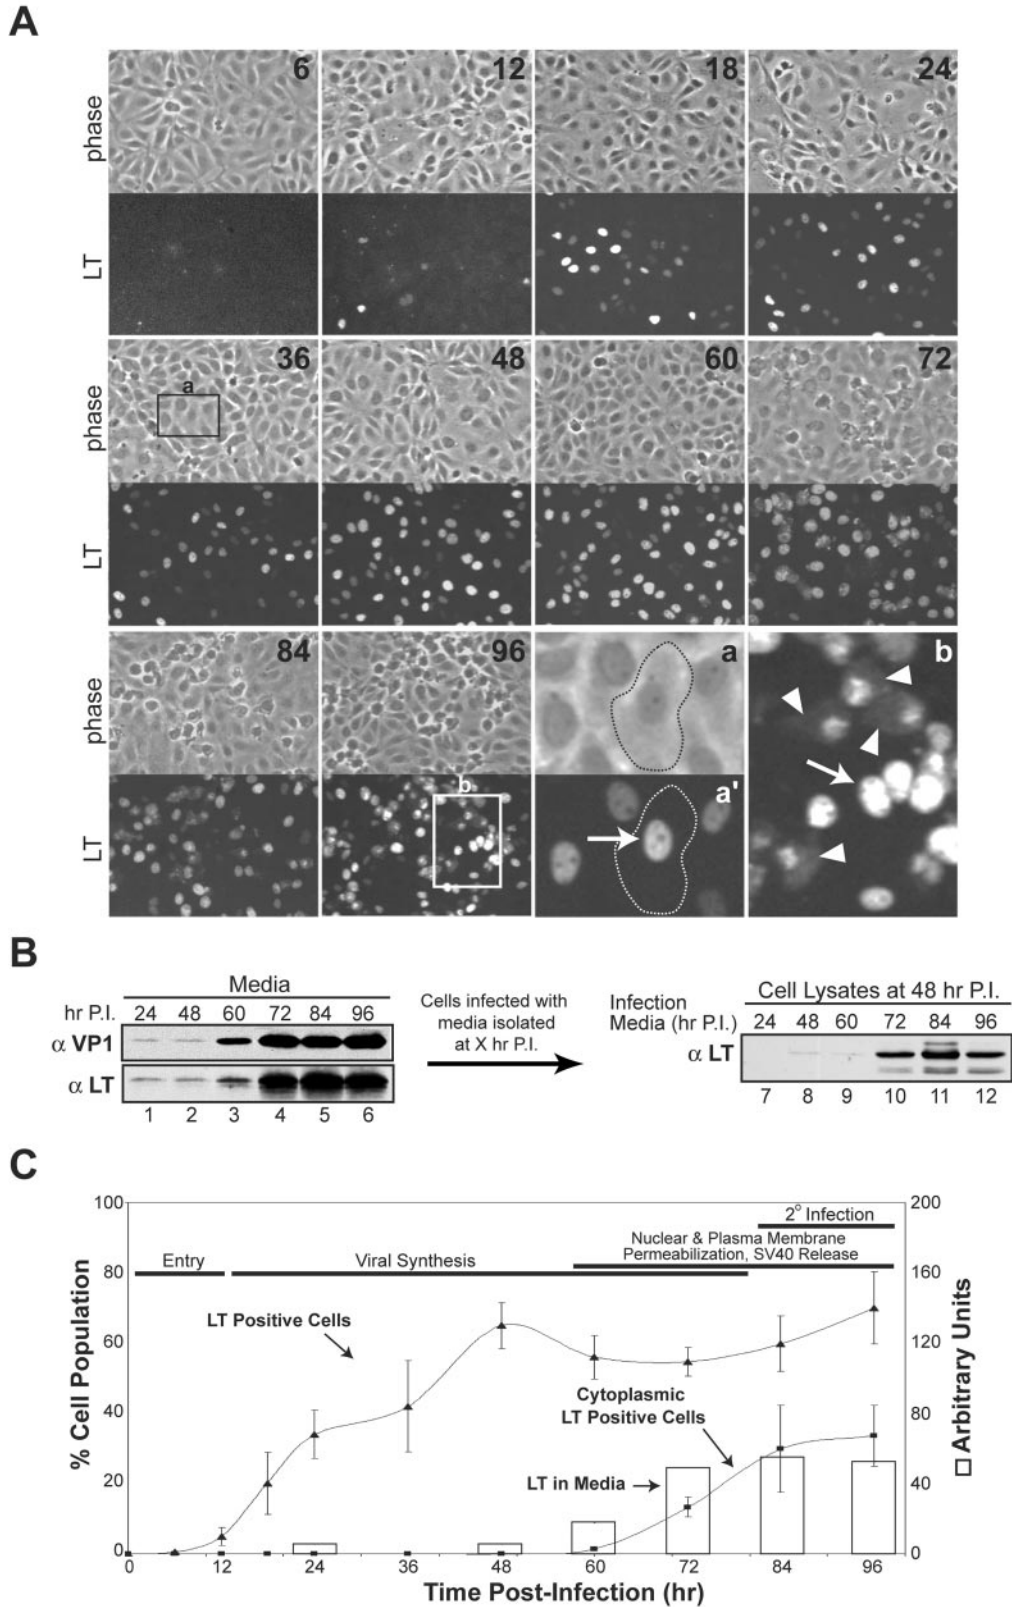 A
phase
6
12
18
24
LT
phase
36
a
48
60
72
LT
phase
84
96
a
b
LT
b
a'
B
Media
hr P.I. 24 48 60 72 84 96
α VP1
α LT
1 2 3 4 5 6
Cells infected with
media isolated
at X hr P.I.
Cell Lysates at 48 hr P.I.
Infection
Media (hr P.I.) 24 48 60 72 84 96
α LT
7 8 9 10 11 12
C
% Cell Population
100
80
60
40
20
0
200
160
120
80
40
0
Arbitrary Units
2° Infection
Nuclear & Plasma Membrane
Permeabilization, SV40 Release
Entry
Viral Synthesis
LT Positive Cells
Cytoplasmic
LT Positive Cells
LT in Media
0 12 24 36 48 60 72 84 96
Time Post-Infection (hr)